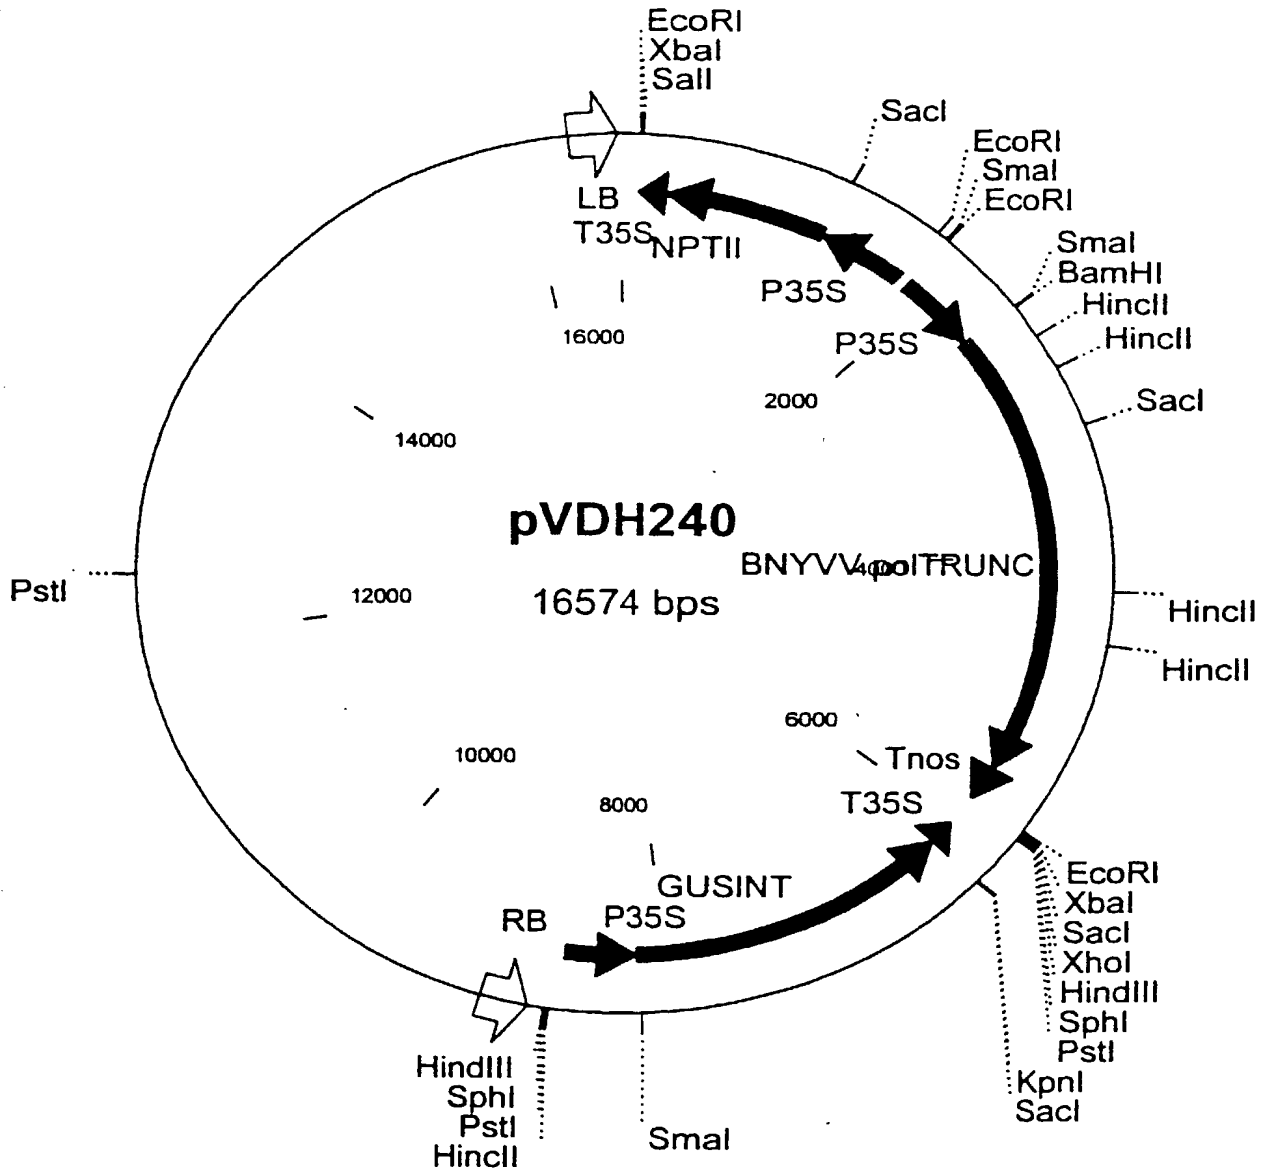 EcoRI
XbaI
SalI
SacI
EcoRI
SmaI
EcoRI
LB
T35S
NPTII
SmaI
BamHI
P35S
HincII
16000
P35S
HincII
2000
SacI
14000
pVDH240
BNYVV polTRUNC
4000
PstI
12000
16574 bps
HincII
HincII
6000
10000
Tnos
8000
T35S
EcoRI
GUSINT
XbaI
RB
P35S
SacI
XhoI
HindIII
SphI
PstI
HindIII
KpnI
SphI
SacI
PstI
SmaI
HincII